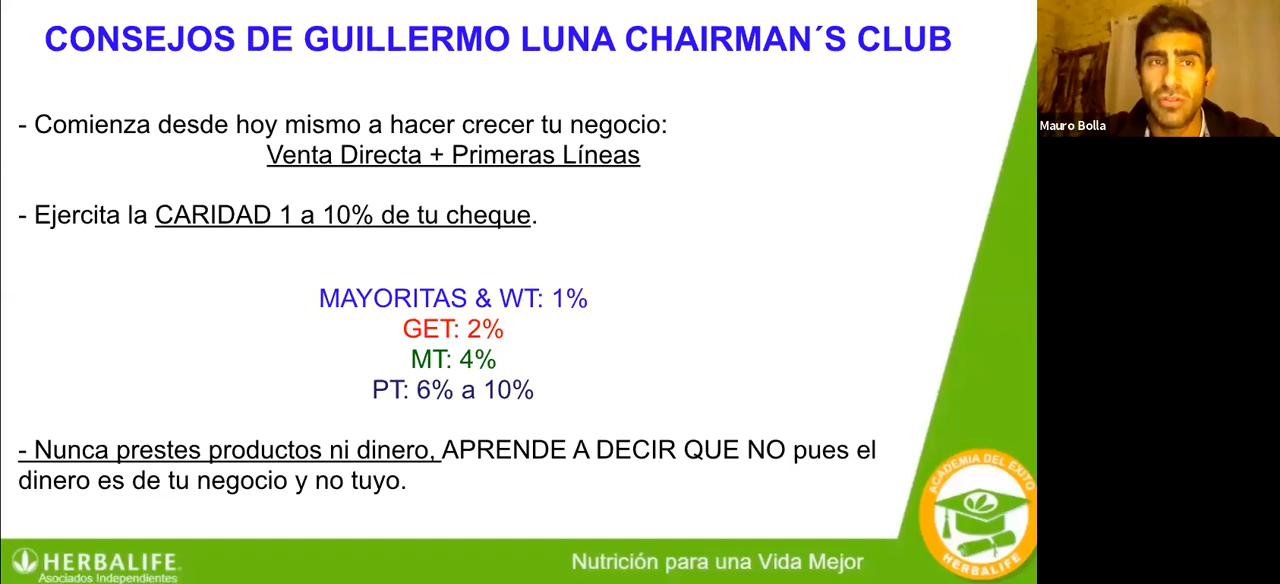 CONSEJOS DE GUILLERMO LUNA CHAIRMAN´S CLUB
- Comienza desde hoy mismo a hacer crecer tu negocio:
Venta Directa + Primeras Líneas
- Ejercita la CARIDAD 1 a 10% de tu cheque.
MAYORITAS & WT: 1%
GET: 2%
MT: 4%
PT: 6% a 10%
- Nunca prestes productos ni dinero, APRENDE A DECIR QUE NO pues el
dinero es de tu negocio y no tuyo.
HERBALIFE
Asociados Independientes
Nutrición para una Vida Mejor
ACADEMIA DEL ÉXITO
HERBALIFE
Mauro Bolla